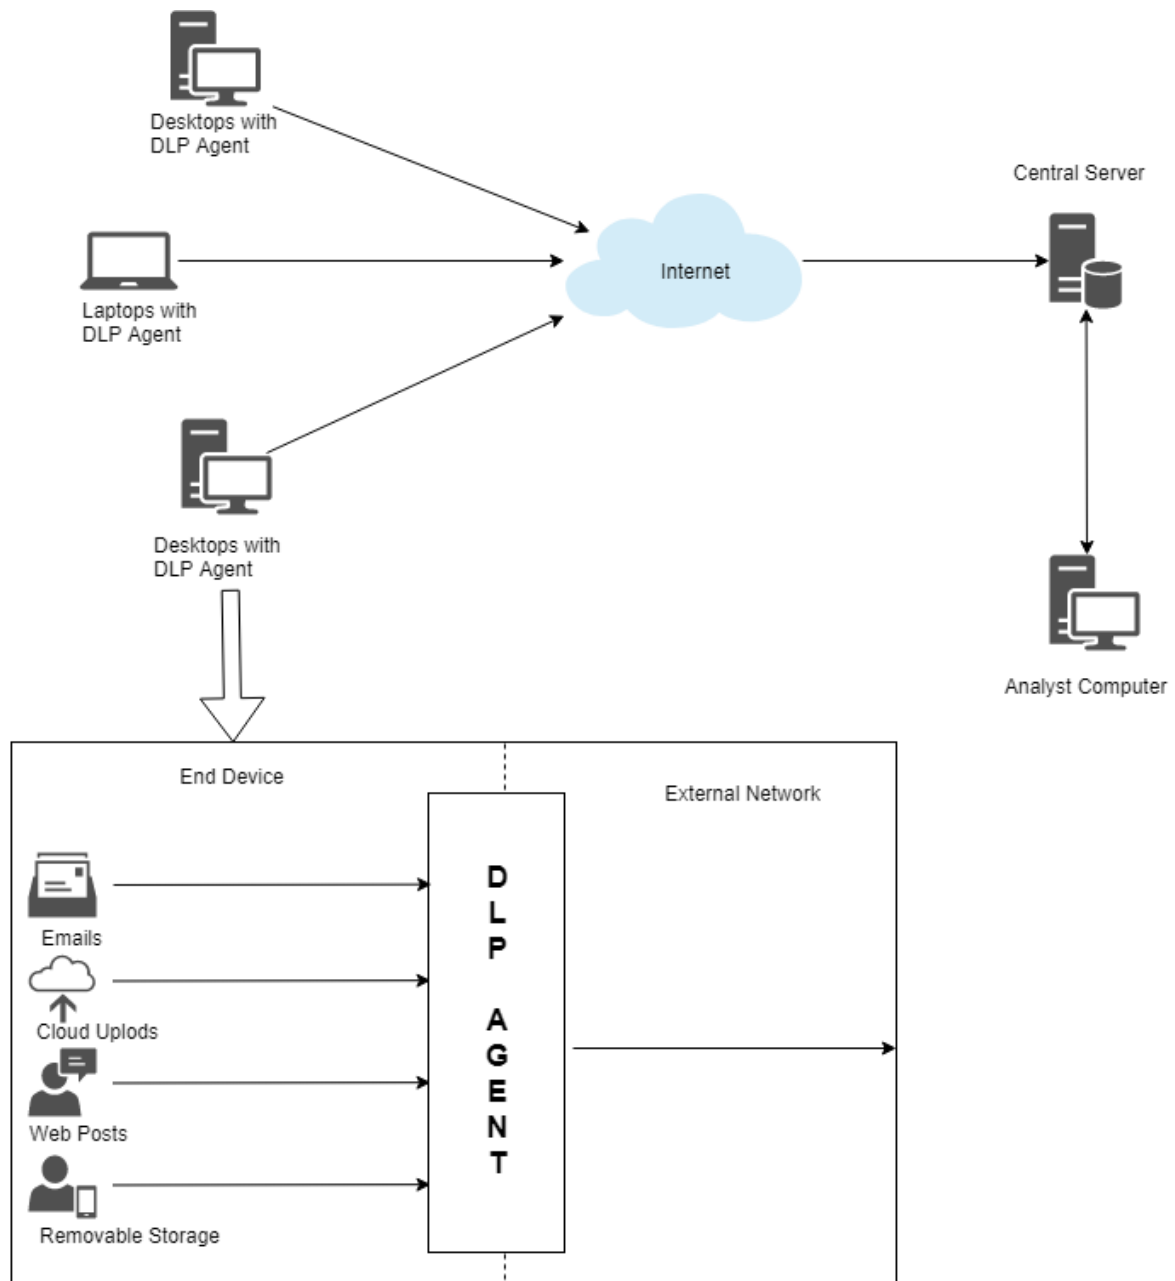 Desktops with
DLP Agent
Central Server
Internet
Laptops with
DLP Agent
Desktops with
DLP Agent
Analyst Computer
End Device
External Network
Emails
Cloud Uplods
Web Posts
Removable Storage
D
L
P
A
G
E
N
T